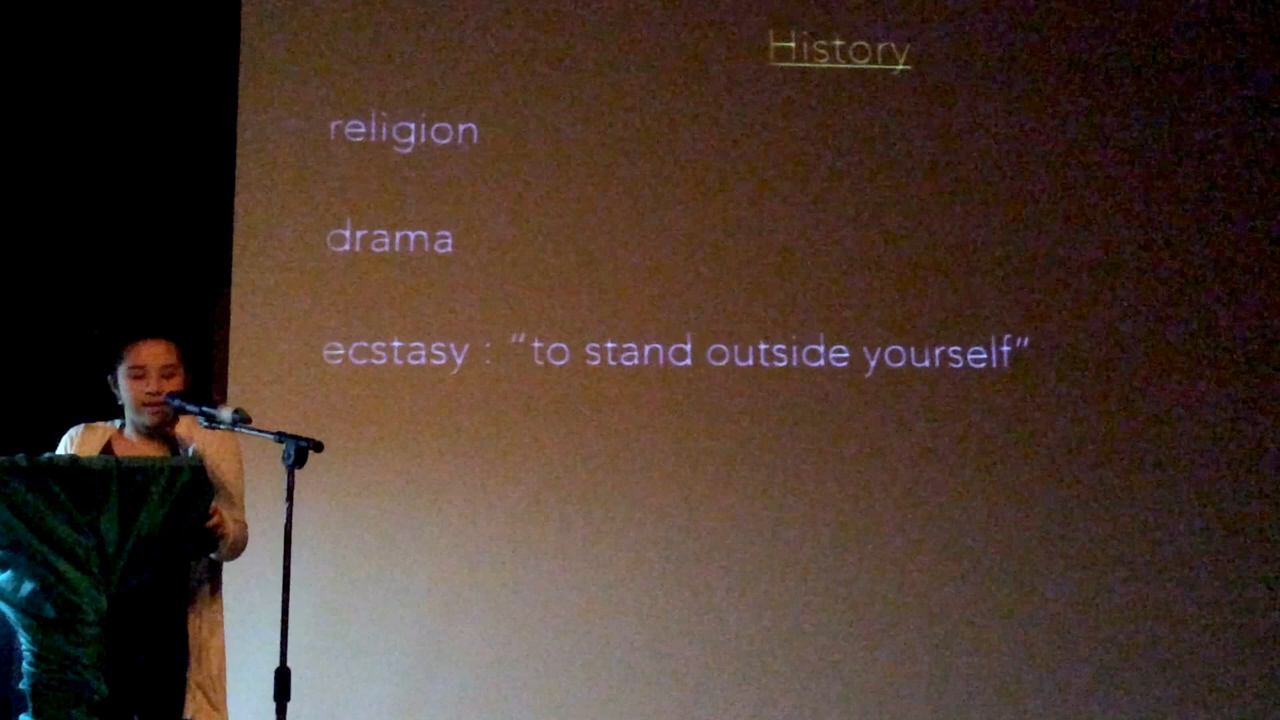 History
religion
drama
ecstasy : “to stand outside yourself”